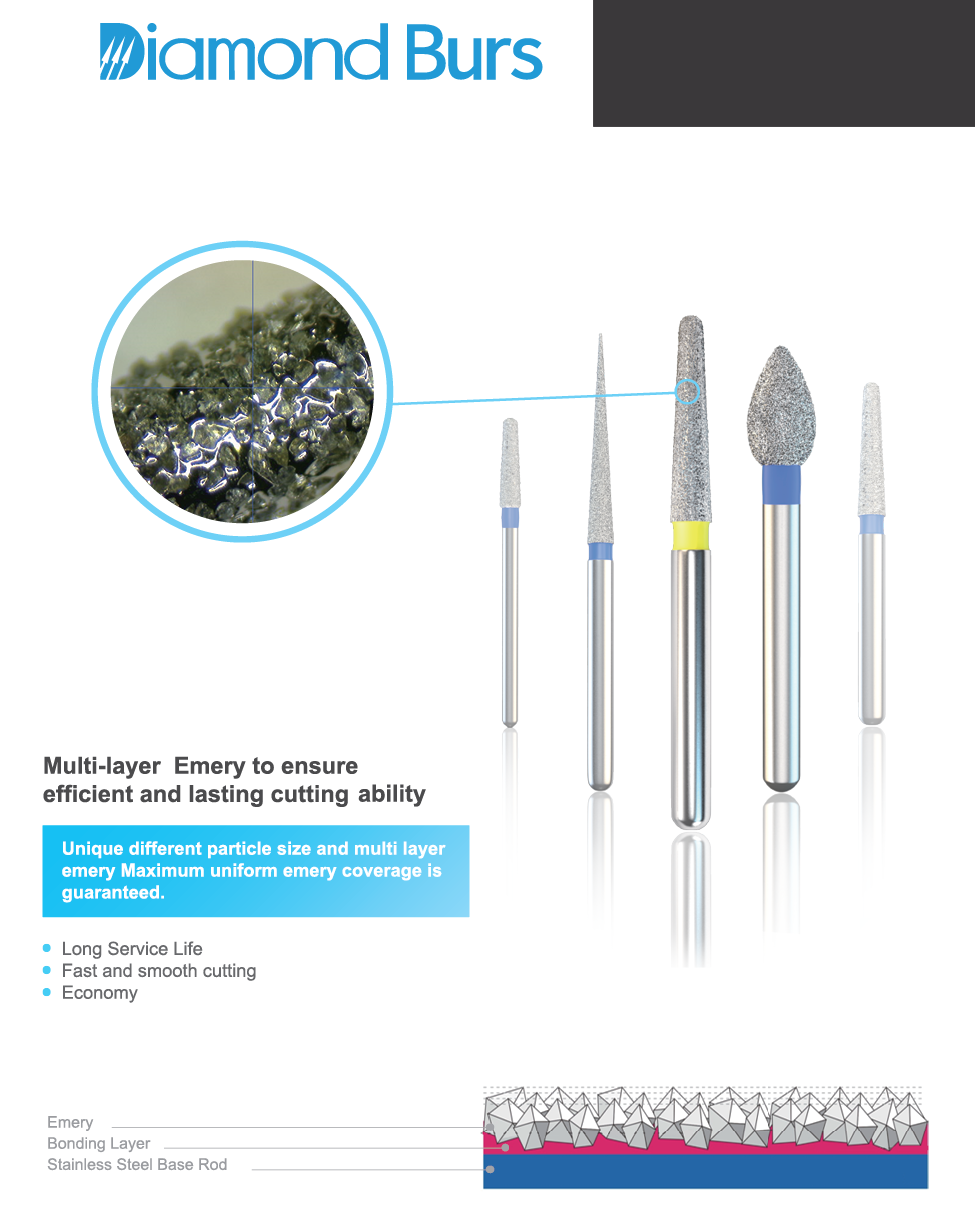 Diamond Burs
Multi-layer Emery to ensure
efficient and lasting cutting ability
Unique different particle size and multi layer
emery Maximum uniform emery coverage is
guaranteed.
Long Service Life
Fast and smooth cutting
Economy
Emery
Bonding Layer
Stainless Steel Base Rod